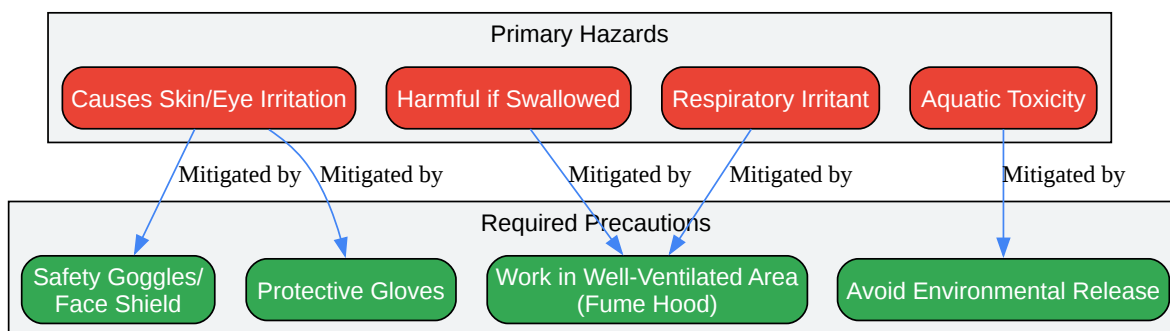 Primary Hazards
Causes Skin/Eye Irritation
Harmful if Swallowed
Respiratory Irritant
Aquatic Toxicity
Mitigated by
Mitigated by
Mitigated by
Mitigated by
Mitigated by
Required Precautions
Safety Goggles/
Face Shield
Protective Gloves
Work in Well-Ventilated Area
(Fume Hood)
Avoid Environmental Release